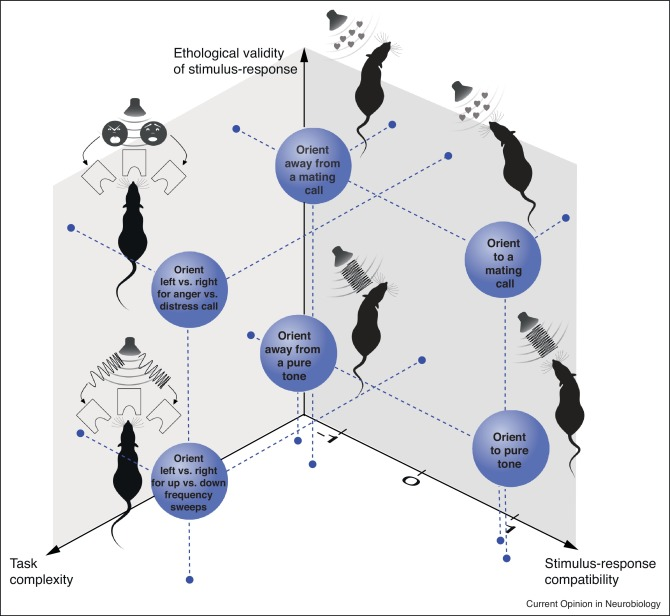 Ethological validity
of stimulus-response
Orient
away from
a mating
call
Orient
to a
mating
call
Orient
left vs. right
for anger vs.
distress call
Orient
away from
a pure
tone
Orient
to pure
tone
Orient
left vs. right
for up vs. down
frequency
sweeps
-1
0
1
Task
complexity
Stimulus-response
compatibility
Current Opinion in Neurobiology